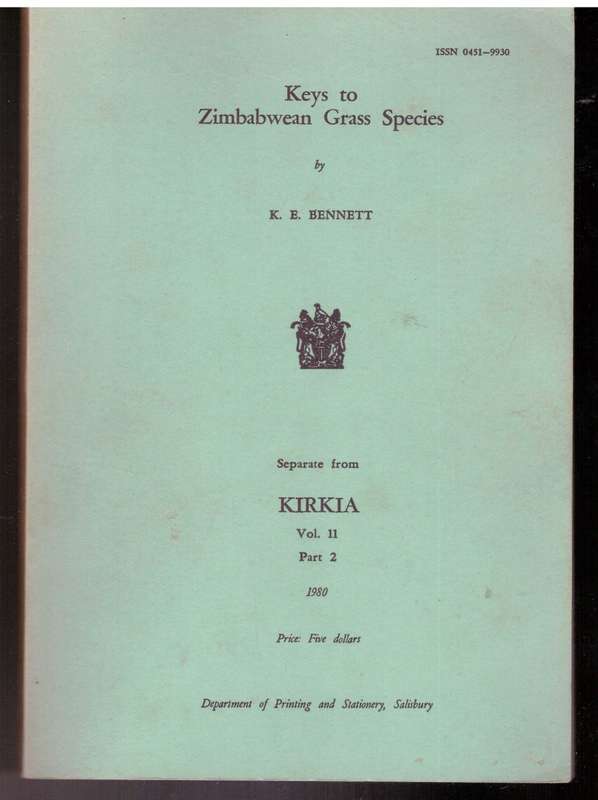 ISSN 0451-9930
Keys to
Zimbabwean Grass Species
by
K. E. BENNETT
Separate from
KIRKIA
Vol. 11
Part 2
1980
Price: Five dollars
Department of Printing and Stationery, Salisbury